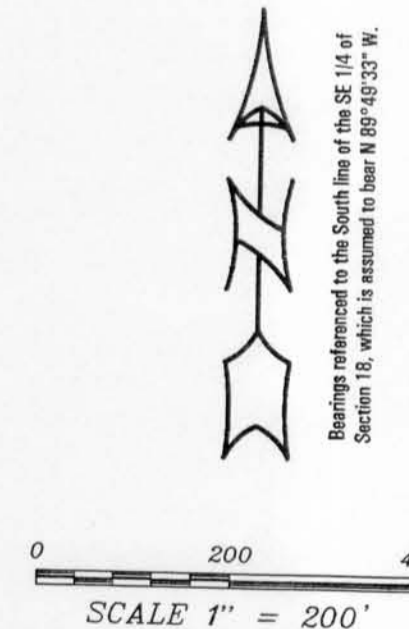 Bearings referenced to the South line of the SE 1/4 of
Section 18, which is assumed to bear N 89°49'33" W.
N
0 200 4
SCALE 1" = 200'